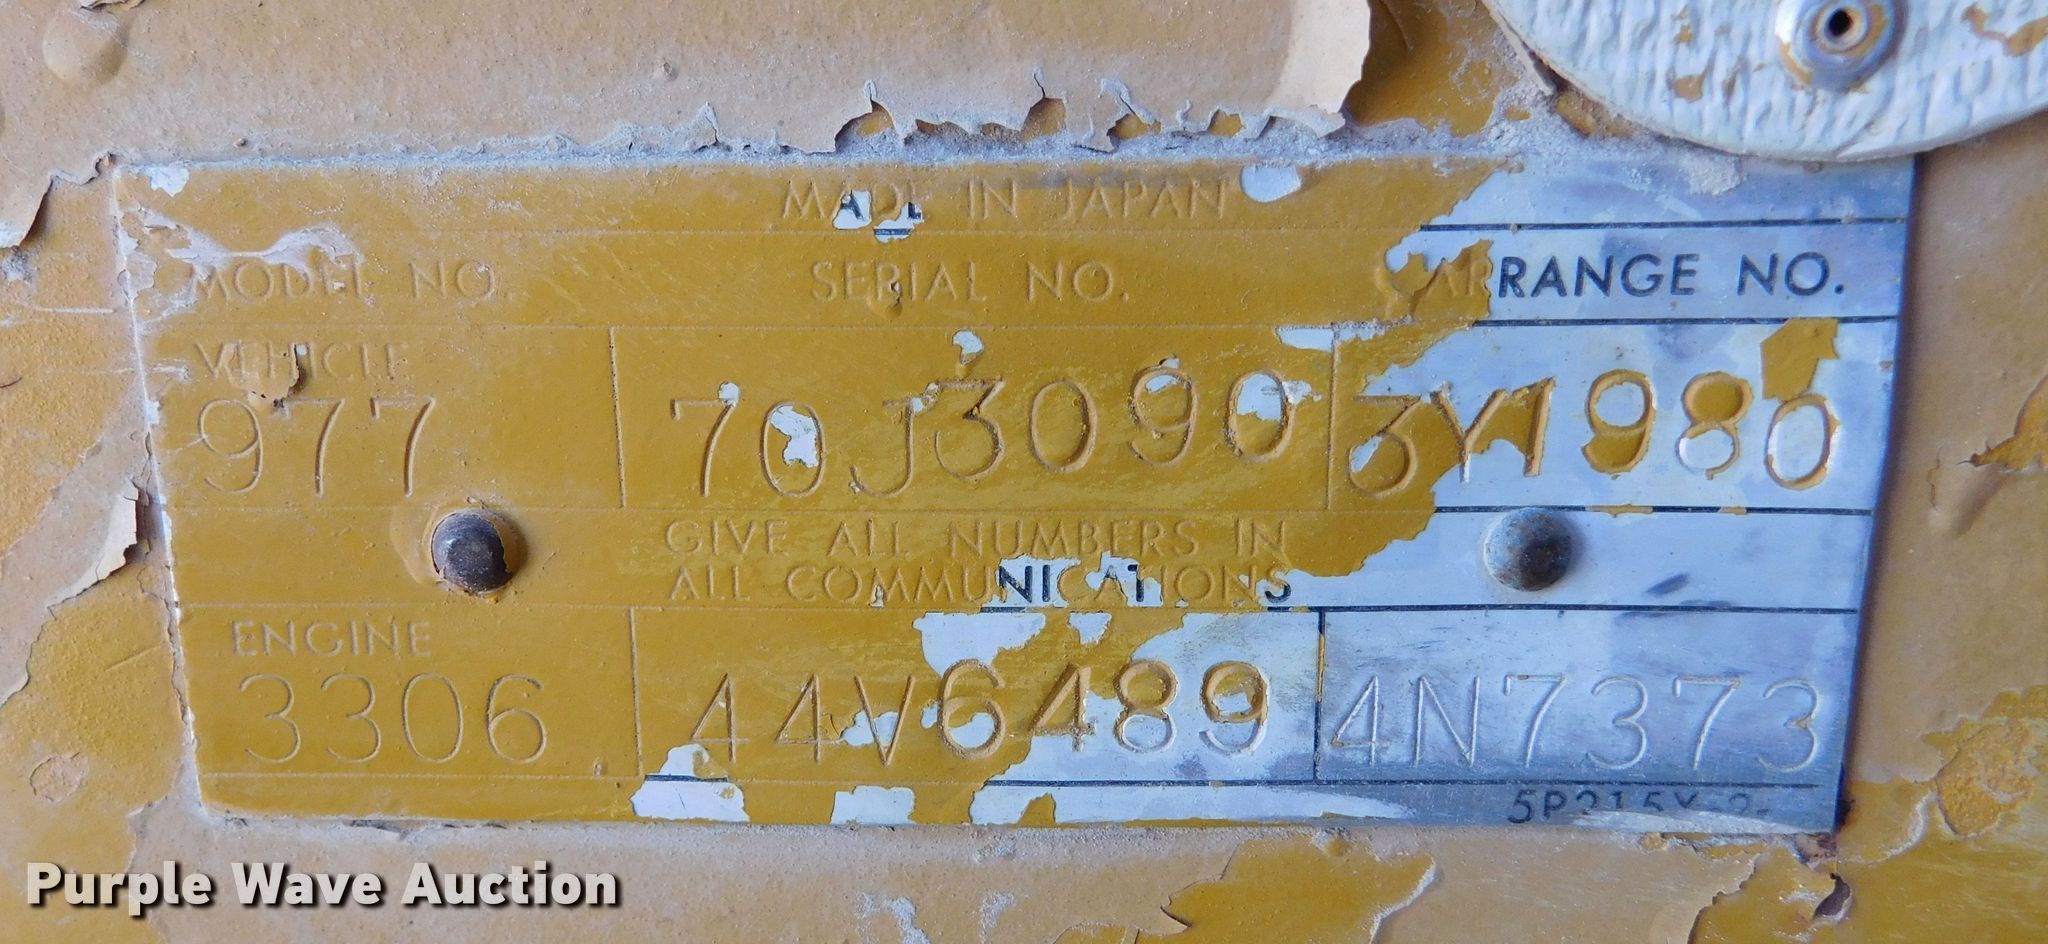 MADE IN JAPAN
MODEL NO. SERIAL NO. ARRANGE NO.
VEHICLE
977 70J3090 3Y1980
GIVE ALL NUMBERS IN
ALL COMMUNICATIONS
ENGINE
3306 44V6489 4N7373
Purple Wave Auction